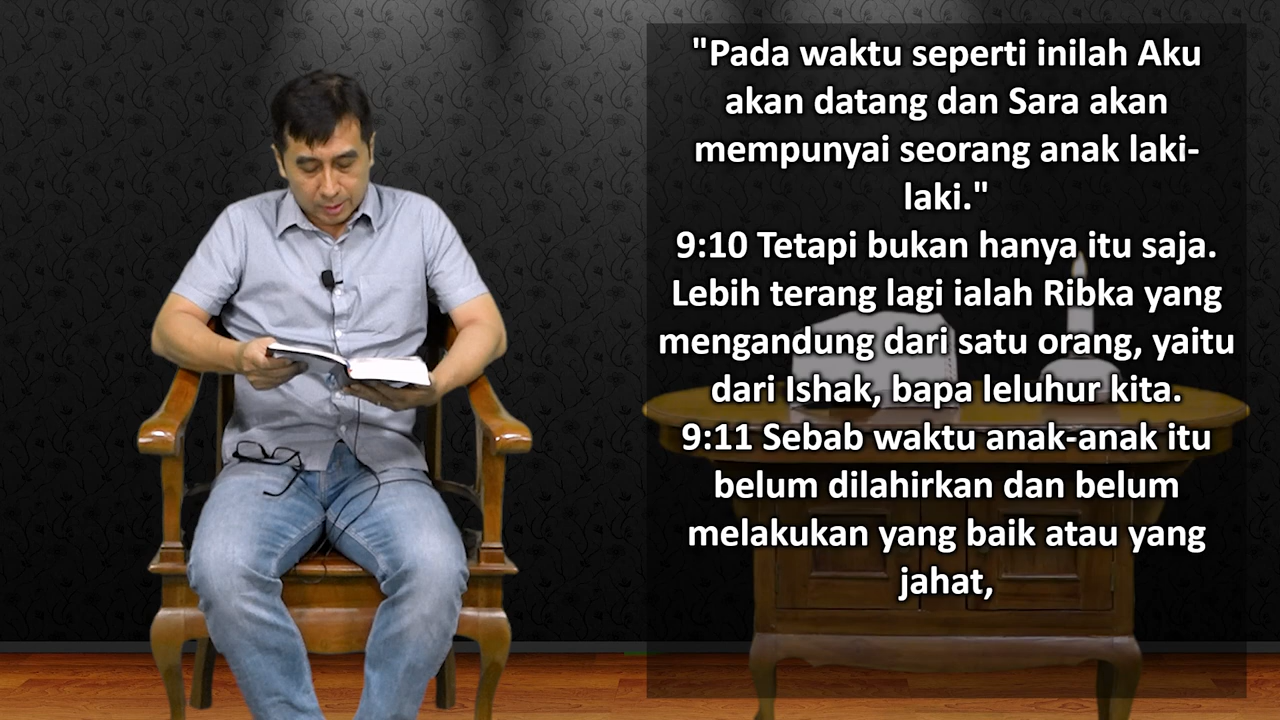 "Pada waktu seperti inilah Aku
akan datang dan Sara akan
mempunyai seorang anak laki-
laki."
9:10 Tetapi bukan hanya itu saja.
Lebih terang lagi ialah Ribka yang
mengandung dari satu orang, yaitu
dari Ishak, bapa leluhur kita.
9:11 Sebab waktu anak-anak itu
belum dilahirkan dan belum
melakukan yang baik atau yang
jahat,